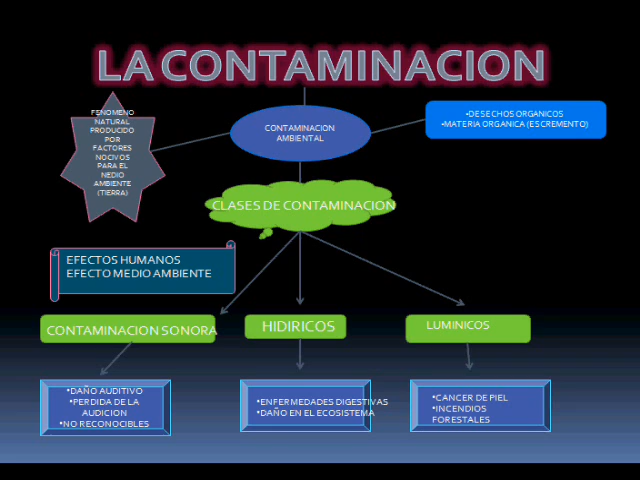 LA CONTAMINACION
FENOMENO
NATURAL
PRODUCIDO
POR
FACTORES
NOCIVOS
PARA EL
NEDIO
AMBIENTE
(TIERRA)
CONTAMINACION
AMBIENTAL
•DESECHOS ORGANICOS
•MATERIA ORGANICA (ESCREMENTO)
CLASES DE CONTAMINACION
EFECTOS HUMANOS
EFECTO MEDIO AMBIENTE
CONTAMINACION SONORA
HIDIRICOS
LUMINICOS
•DAÑO AUDITIVO
•PERDIDA DE LA
AUDICION
•NO RECONOCIBLES
•ENFERMEDADES DIGESTIVAS
•DAÑO EN EL ECOSISTEMA
•CANCER DE PIEL
•INCENDIOS
FORESTALES